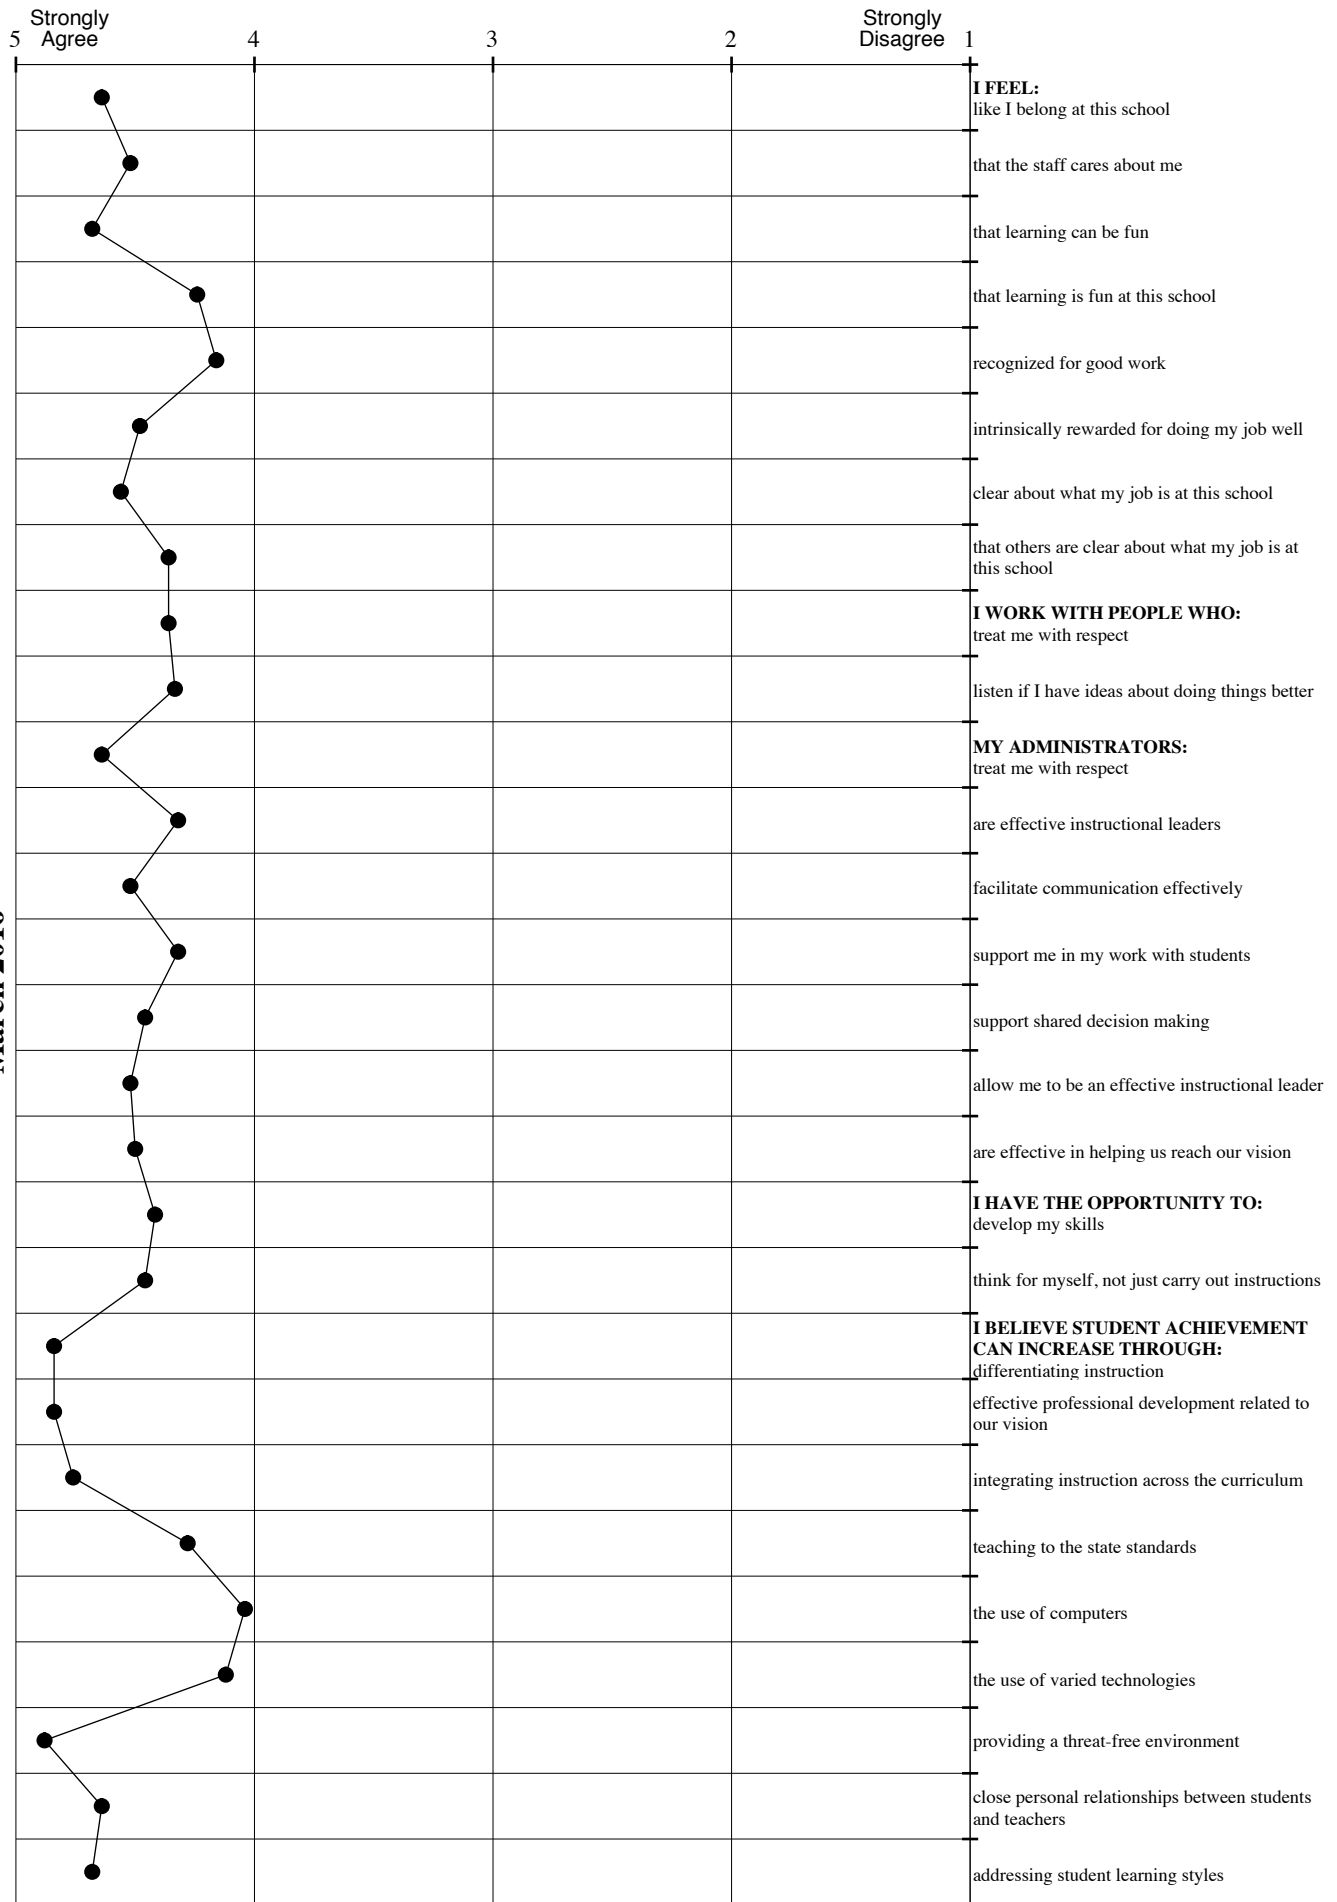 Strongly
Agree
Strongly
Disagree
5 4 3 2 1
I FEEL:
like I belong at this school
that the staff cares about me
that learning can be fun
that learning is fun at this school
recognized for good work
intrinsically rewarded for doing my job well
clear about what my job is at this school
that others are clear about what my job is at
this school
I WORK WITH PEOPLE WHO:
treat me with respect
listen if I have ideas about doing things better
MY ADMINISTRATORS:
treat me with respect
are effective instructional leaders
facilitate communication effectively
support me in my work with students
support shared decision making
allow me to be an effective instructional leader
are effective in helping us reach our vision
I HAVE THE OPPORTUNITY TO:
develop my skills
think for myself, not just carry out instructions
I BELIEVE STUDENT ACHIEVEMENT
CAN INCREASE THROUGH:
differentiating instruction
effective professional development related to
our vision
integrating instruction across the curriculum
teaching to the state standards
the use of computers
the use of varied technologies
providing a threat-free environment
close personal relationships between students
and teachers
addressing student learning styles